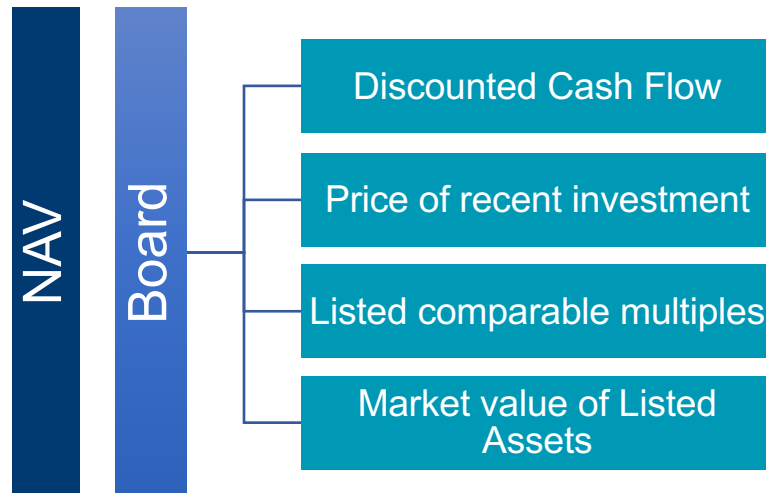 NAV
Board
Discounted Cash Flow
Price of recent investment
Listed comparable multiples
Market value of Listed
Assets